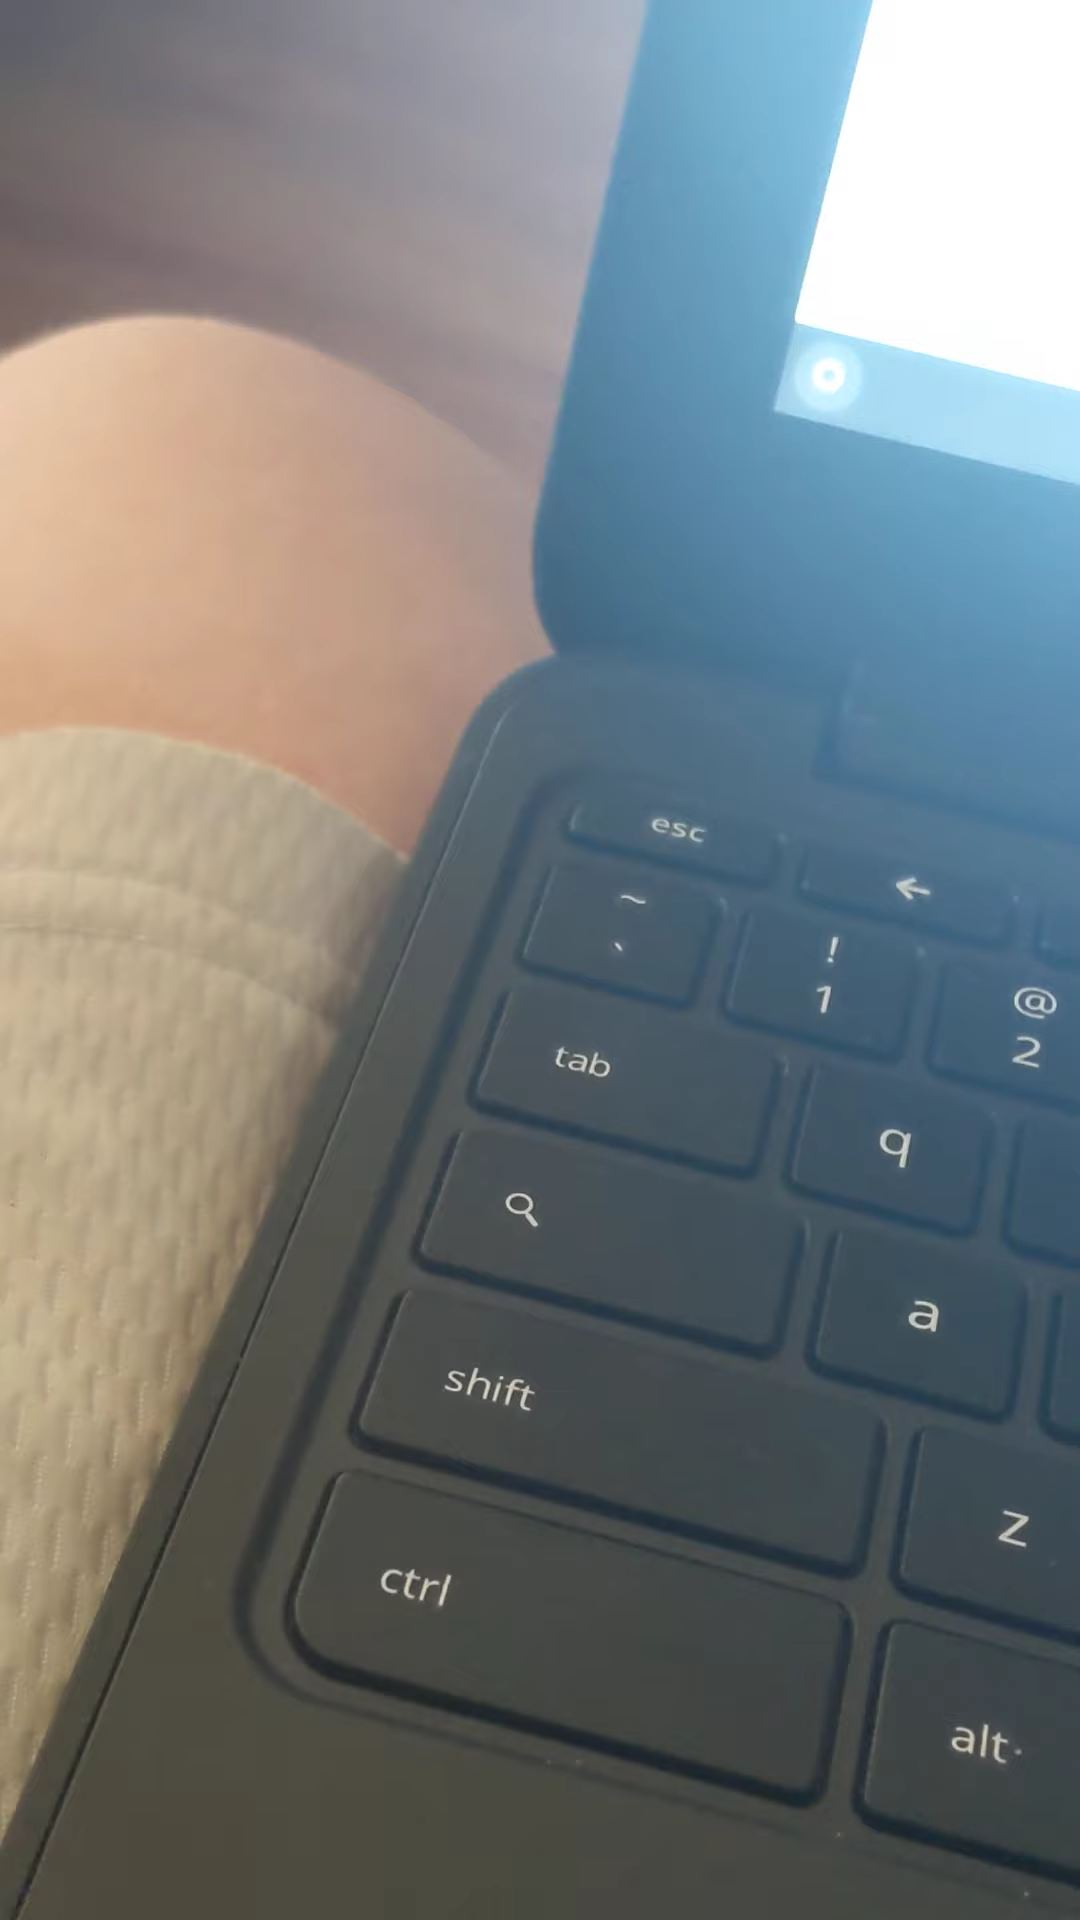 esc ←
~ ! @
` 1 2
tab q
a
shift z
ctrl alt